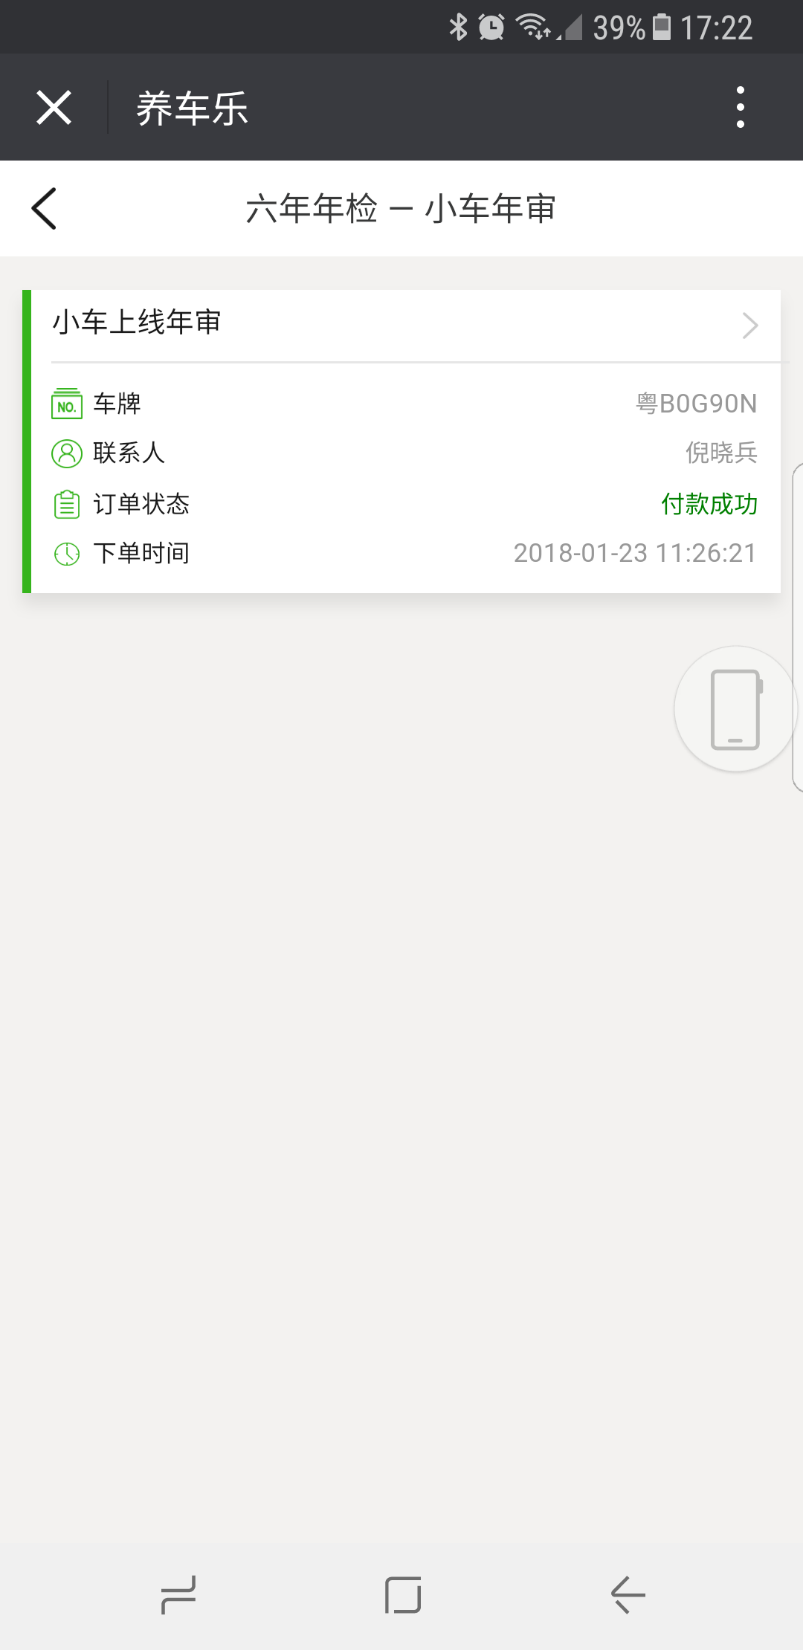 39% 17:22
养车乐
六年年检 — 小车年审
小车上线年审
NO. 车牌 粤B0G90N
联系人 倪晓兵
订单状态 付款成功
下单时间 2018-01-23 11:26:21